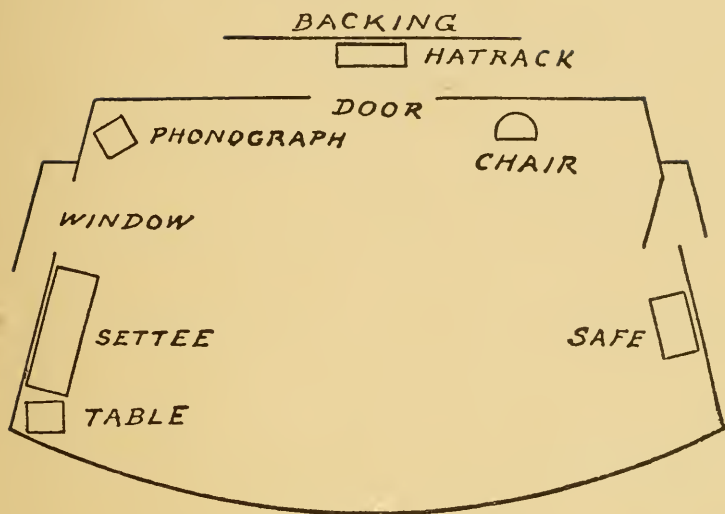 BACKING
HATRACK
DOOR
PHONOGRAPH
CHAIR
WINDOW
SETTEE
SAFE
TABLE